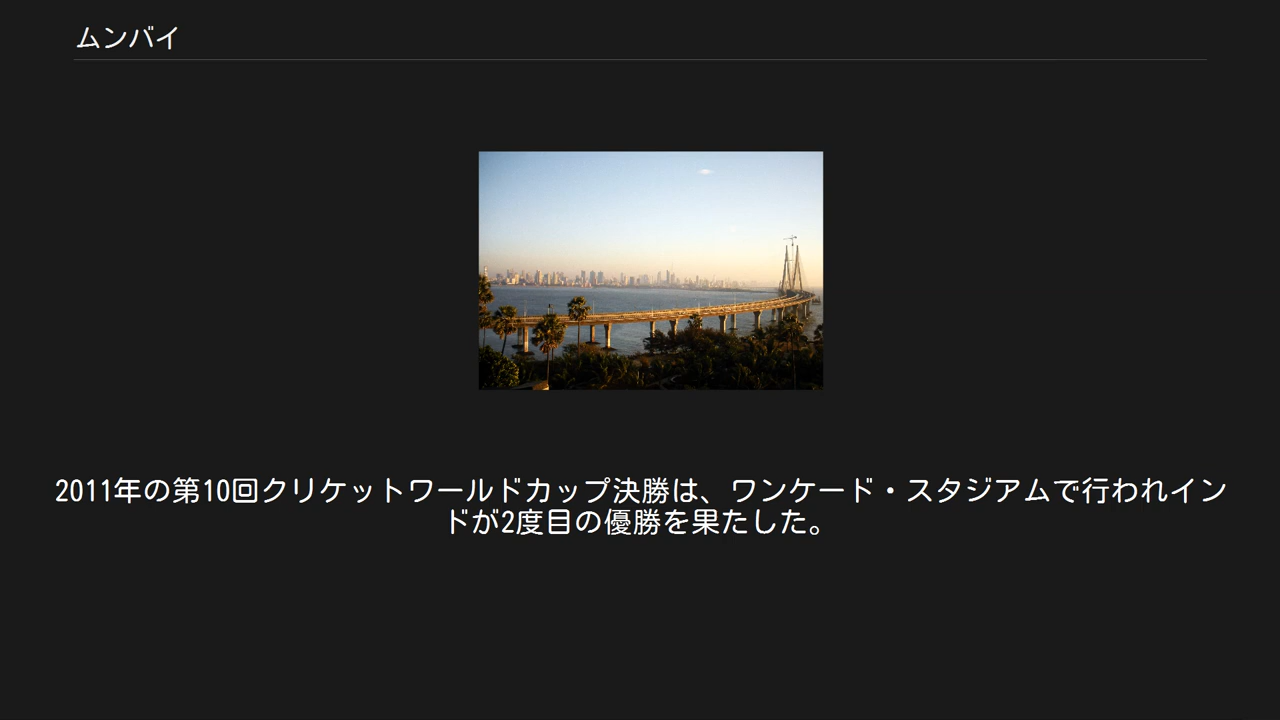 ムンバイ
2011年の第10回クリケットワールドカップ決勝は、ワンケード・スタジアムで行われイン
ドが2度目の優勝を果たした。